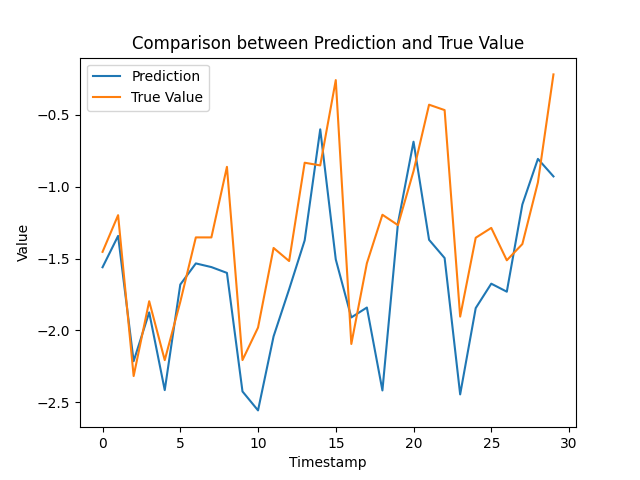 Comparison between Prediction and True Value
Prediction
True Value
Value
−0.5
−1.0
−1.5
−2.0
−2.5
0 5 10 15 20 25 30
Timestamp